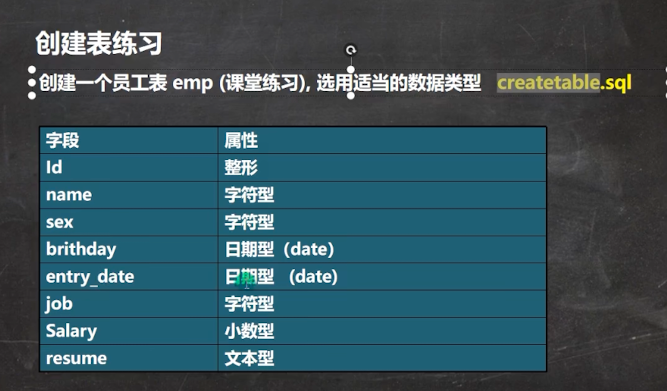 创建表练习
创建一个员工表 emp (课堂练习), 选用适当的数据类型 createtable.sql
字段 属性
Id 整形
name 字符型
sex 字符型
brithday 日期型（date）
entry_date 日期型 （date)
job 字符型
Salary 小数型
resume 文本型